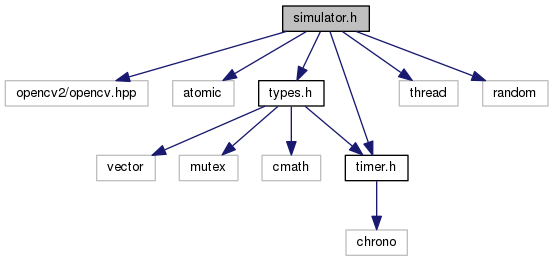 simulator.h
opencv2/opencv.hpp
atomic
types.h
thread
random
vector
mutex
cmath
timer.h
chrono